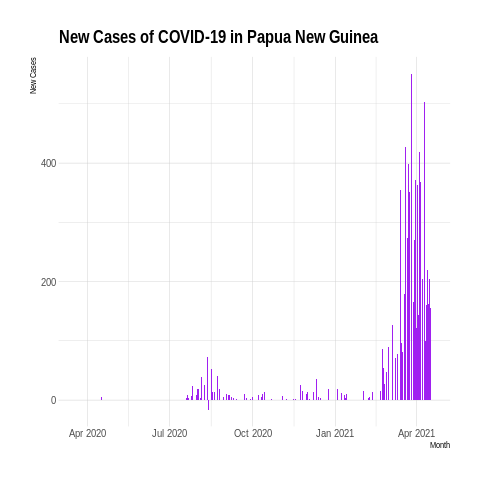 New Cases of COVID-19 in Papua New Guinea
New Cases
400
200
0
Apr 2020 Jul 2020 Oct 2020 Jan 2021 Apr 2021
Month